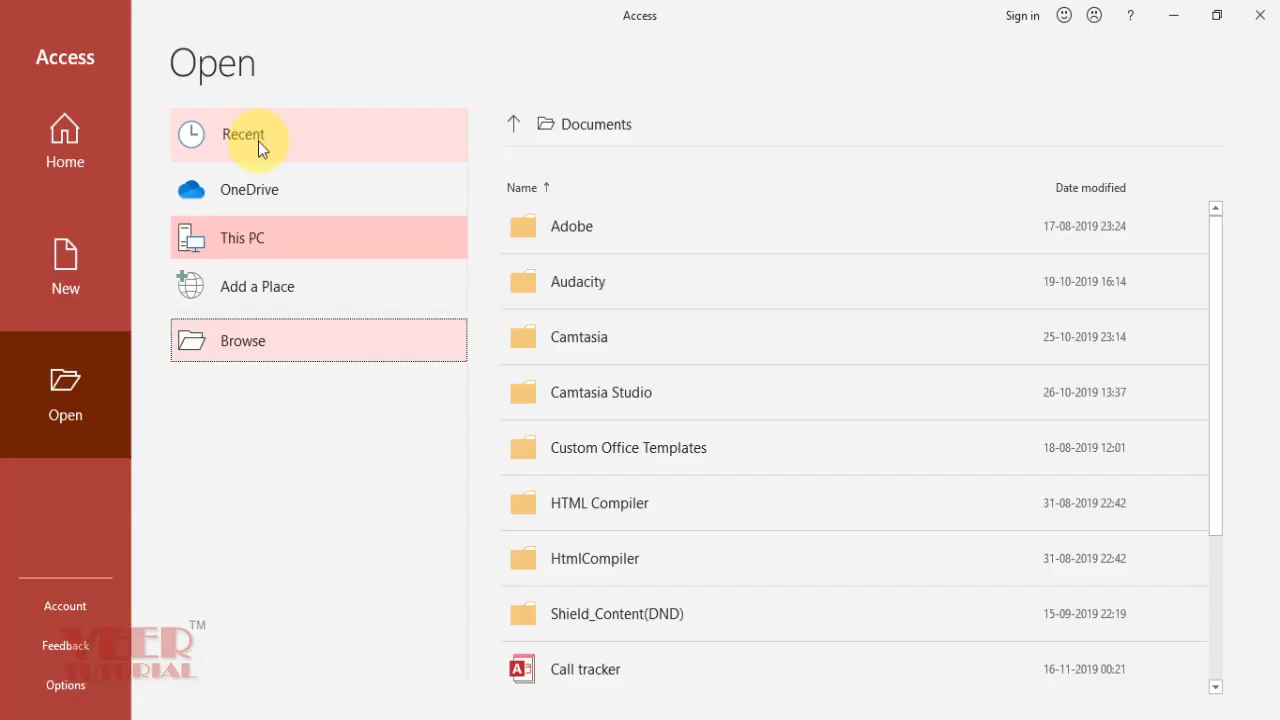 Access
Sign in
?
Access
Home
New
Open
Account
Feedback
Options
Open
Recent
OneDrive
This PC
Add a Place
Browse
Documents
Name Date modified
Adobe 17-08-2019 23:24
Audacity 19-10-2019 16:14
Camtasia 25-10-2019 23:14
Camtasia Studio 26-10-2019 13:37
Custom Office Templates 18-08-2019 12:01
HTML Compiler 31-08-2019 22:42
HtmlCompiler 31-08-2019 22:42
Shield_Content(DND) 15-09-2019 22:19
A Call tracker 16-11-2019 00:21
YEER TM
TUTORIAL